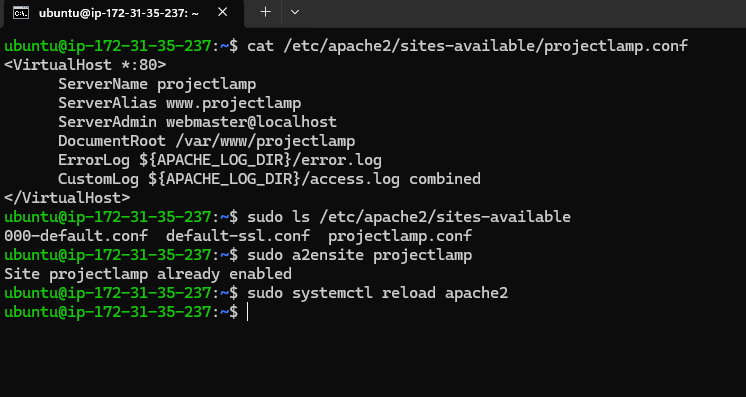 ubuntu@ip-172-31-35-237: ~
ubuntu@ip-172-31-35-237:~$ cat /etc/apache2/sites-available/projectlamp.conf
<VirtualHost *:80>
      ServerName projectlamp
      ServerAlias www.projectlamp
      ServerAdmin webmaster@localhost
      DocumentRoot /var/www/projectlamp
      ErrorLog ${APACHE_LOG_DIR}/error.log
      CustomLog ${APACHE_LOG_DIR}/access.log combined
</VirtualHost>
ubuntu@ip-172-31-35-237:~$ sudo ls /etc/apache2/sites-available
000-default.conf  default-ssl.conf  projectlamp.conf
ubuntu@ip-172-31-35-237:~$ sudo a2ensite projectlamp
Site projectlamp already enabled
ubuntu@ip-172-31-35-237:~$ sudo systemctl reload apache2
ubuntu@ip-172-31-35-237:~$